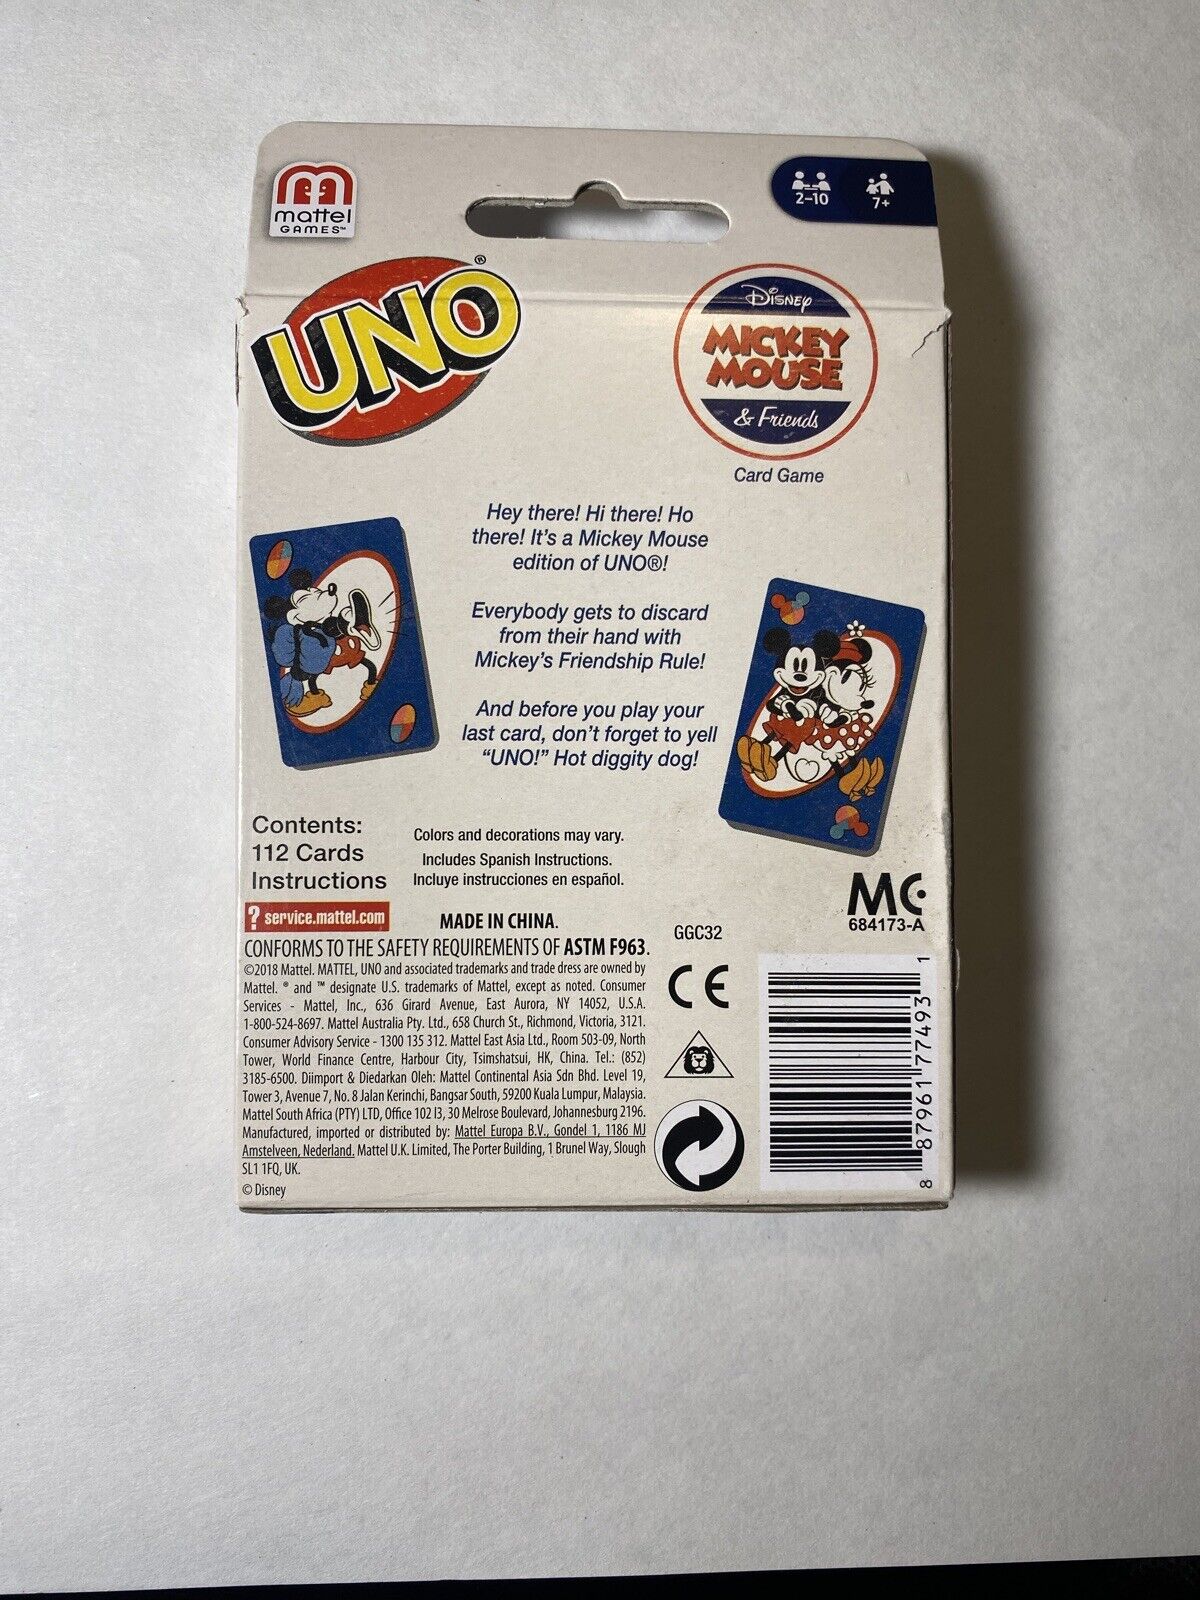 mattel
GAMES™
2-10
7+
UNO®
Disney
MICKEY
MOUSE
& Friends
Card Game
Hey there! Hi there! Ho
there! It's a Mickey Mouse
edition of UNO®!
Everybody gets to discard
from their hand with
Mickey's Friendship Rule!
And before you play your
last card, don't forget to yell
"UNO!" Hot diggity dog!
Contents:
112 Cards
Instructions
Colors and decorations may vary.
Includes Spanish Instructions.
Incluye instrucciones en español.
? service.mattel.com
MADE IN CHINA.
CONFORMS TO THE SAFETY REQUIREMENTS OF ASTM F963.
©2018 Mattel. MATTEL, UNO and associated trademarks and trade dress are owned by
Mattel. ® and ™ designate U.S. trademarks of Mattel, except as noted. Consumer
Services - Mattel, Inc., 636 Girard Avenue, East Aurora, NY 14052, U.S.A.
1-800-524-8697. Mattel Australia Pty. Ltd., 658 Church St., Richmond, Victoria, 3121.
Consumer Advisory Service - 1300 135 312. Mattel East Asia Ltd., Room 503-09, North
Tower, World Finance Centre, Harbour City, Tsimshatsui, HK, China. Tel.: (852)
3185-6500. Diimport & Diedarkan Oleh: Mattel Continental Asia Sdn Bhd. Level 19,
Tower 3, Avenue 7, No. 8 Jalan Kerinchi, Bangsar South, 59200 Kuala Lumpur, Malaysia.
Mattel South Africa (PTY) LTD, Office 102 I3, 30 Melrose Boulevard, Johannesburg 2196.
Manufactured, imported or distributed by: Mattel Europa B.V., Gondel 1, 1186 MJ
Amstelveen, Nederland. Mattel U.K. Limited, The Porter Building, 1 Brunel Way, Slough
SL1 1FQ, UK.
© Disney
GGC32
CE
MC
684173-A
8 87961 77493 1